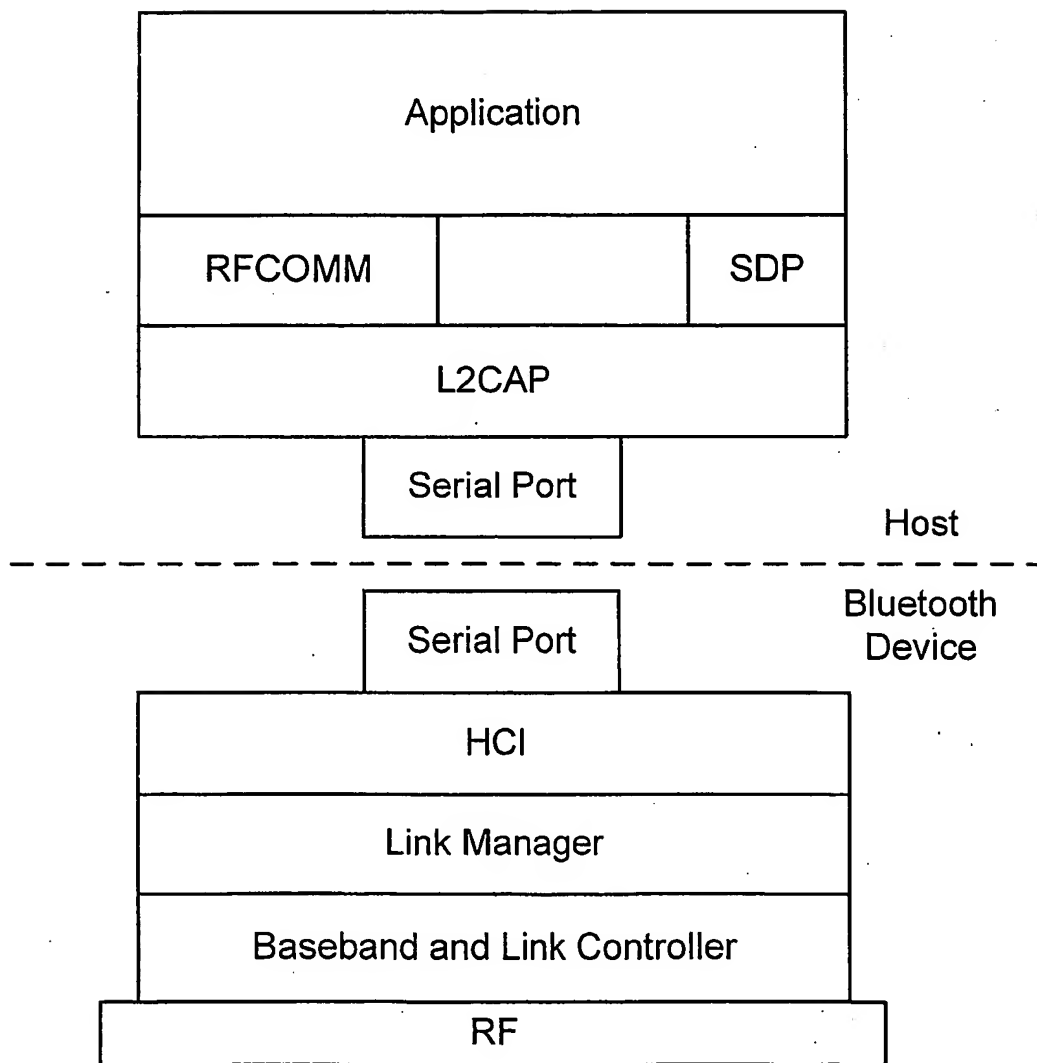 Application
RFCOMM
SDP
L2CAP
Serial Port
Host
Bluetooth
Device
Serial Port
HCI
Link Manager
Baseband and Link Controller
RF